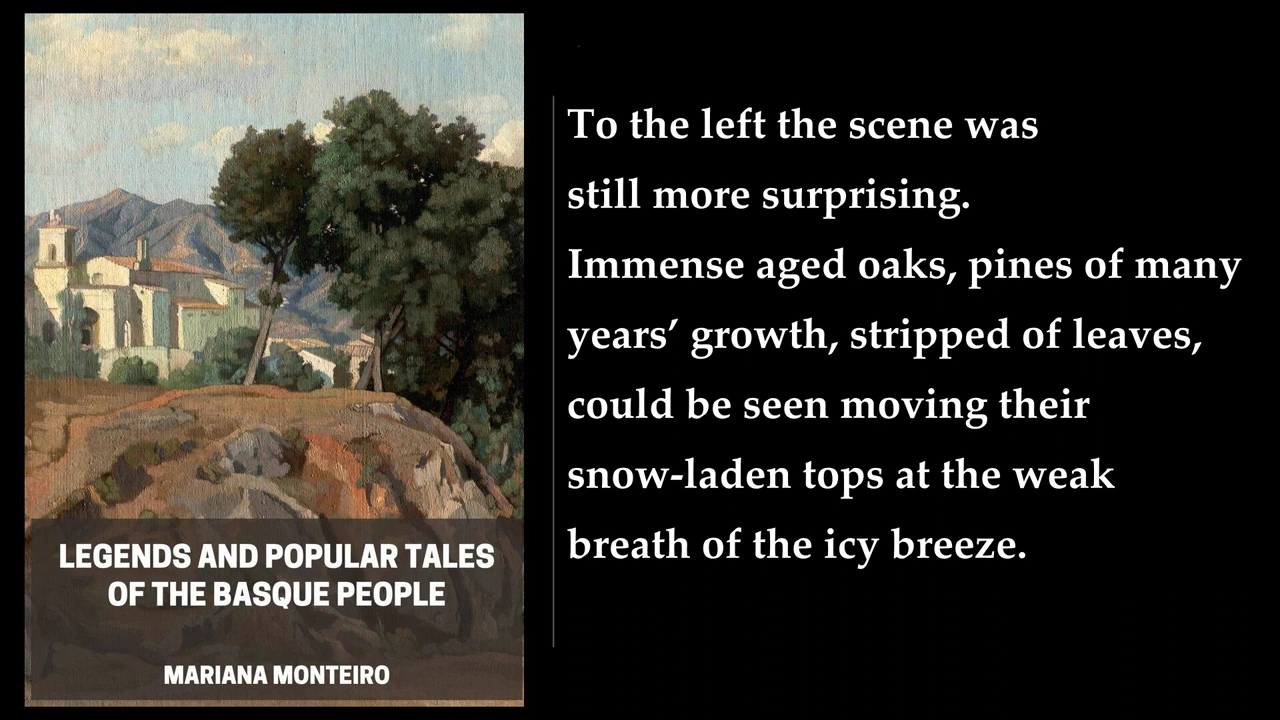 LEGENDS AND POPULAR TALES
OF THE BASQUE PEOPLE
MARIANA MONTEIRO
To the left the scene was
still more surprising.
Immense aged oaks, pines of many
years’ growth, stripped of leaves,
could be seen moving their
snow-laden tops at the weak
breath of the icy breeze.